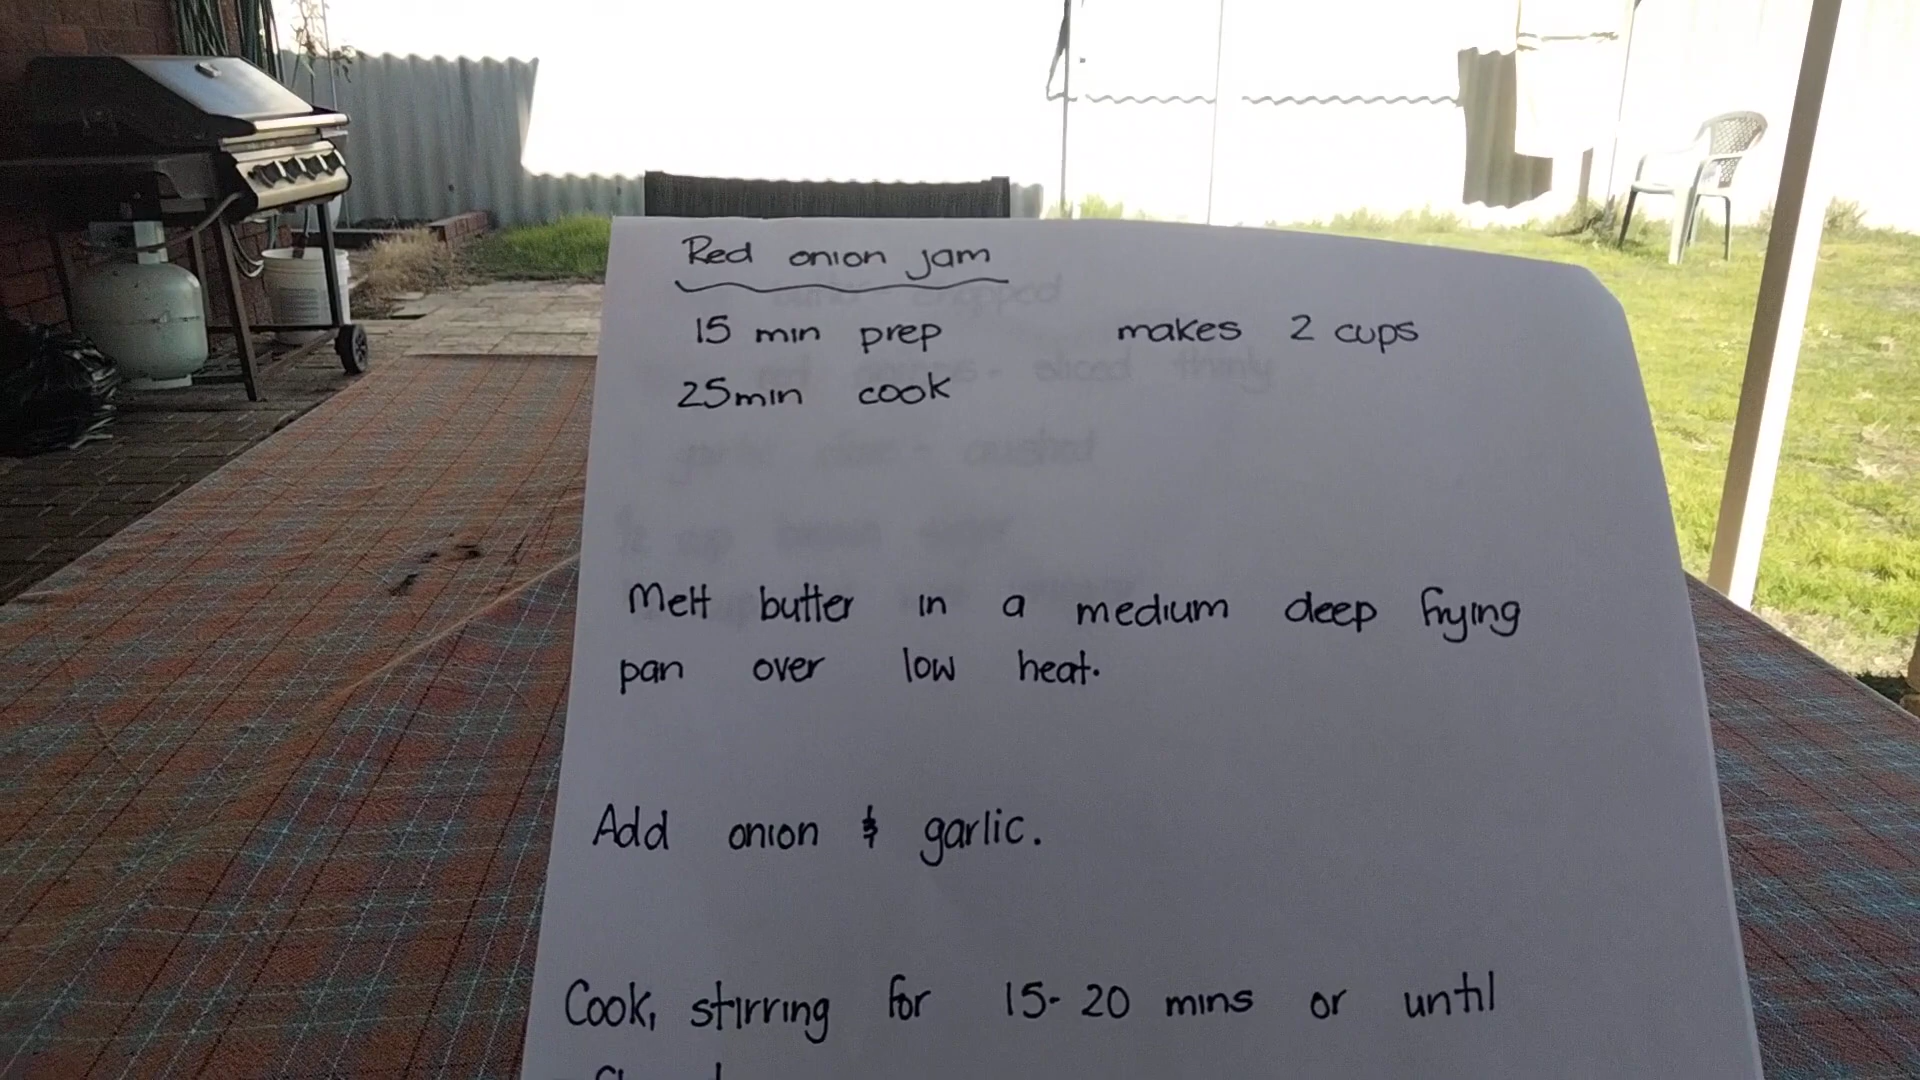 Red onion jam
15 min prep makes 2 cups
25min cook
Melt butter in a medium deep frying
pan over low heat.
Add onion & garlic.
Cook, stirring for 15-20 mins or until